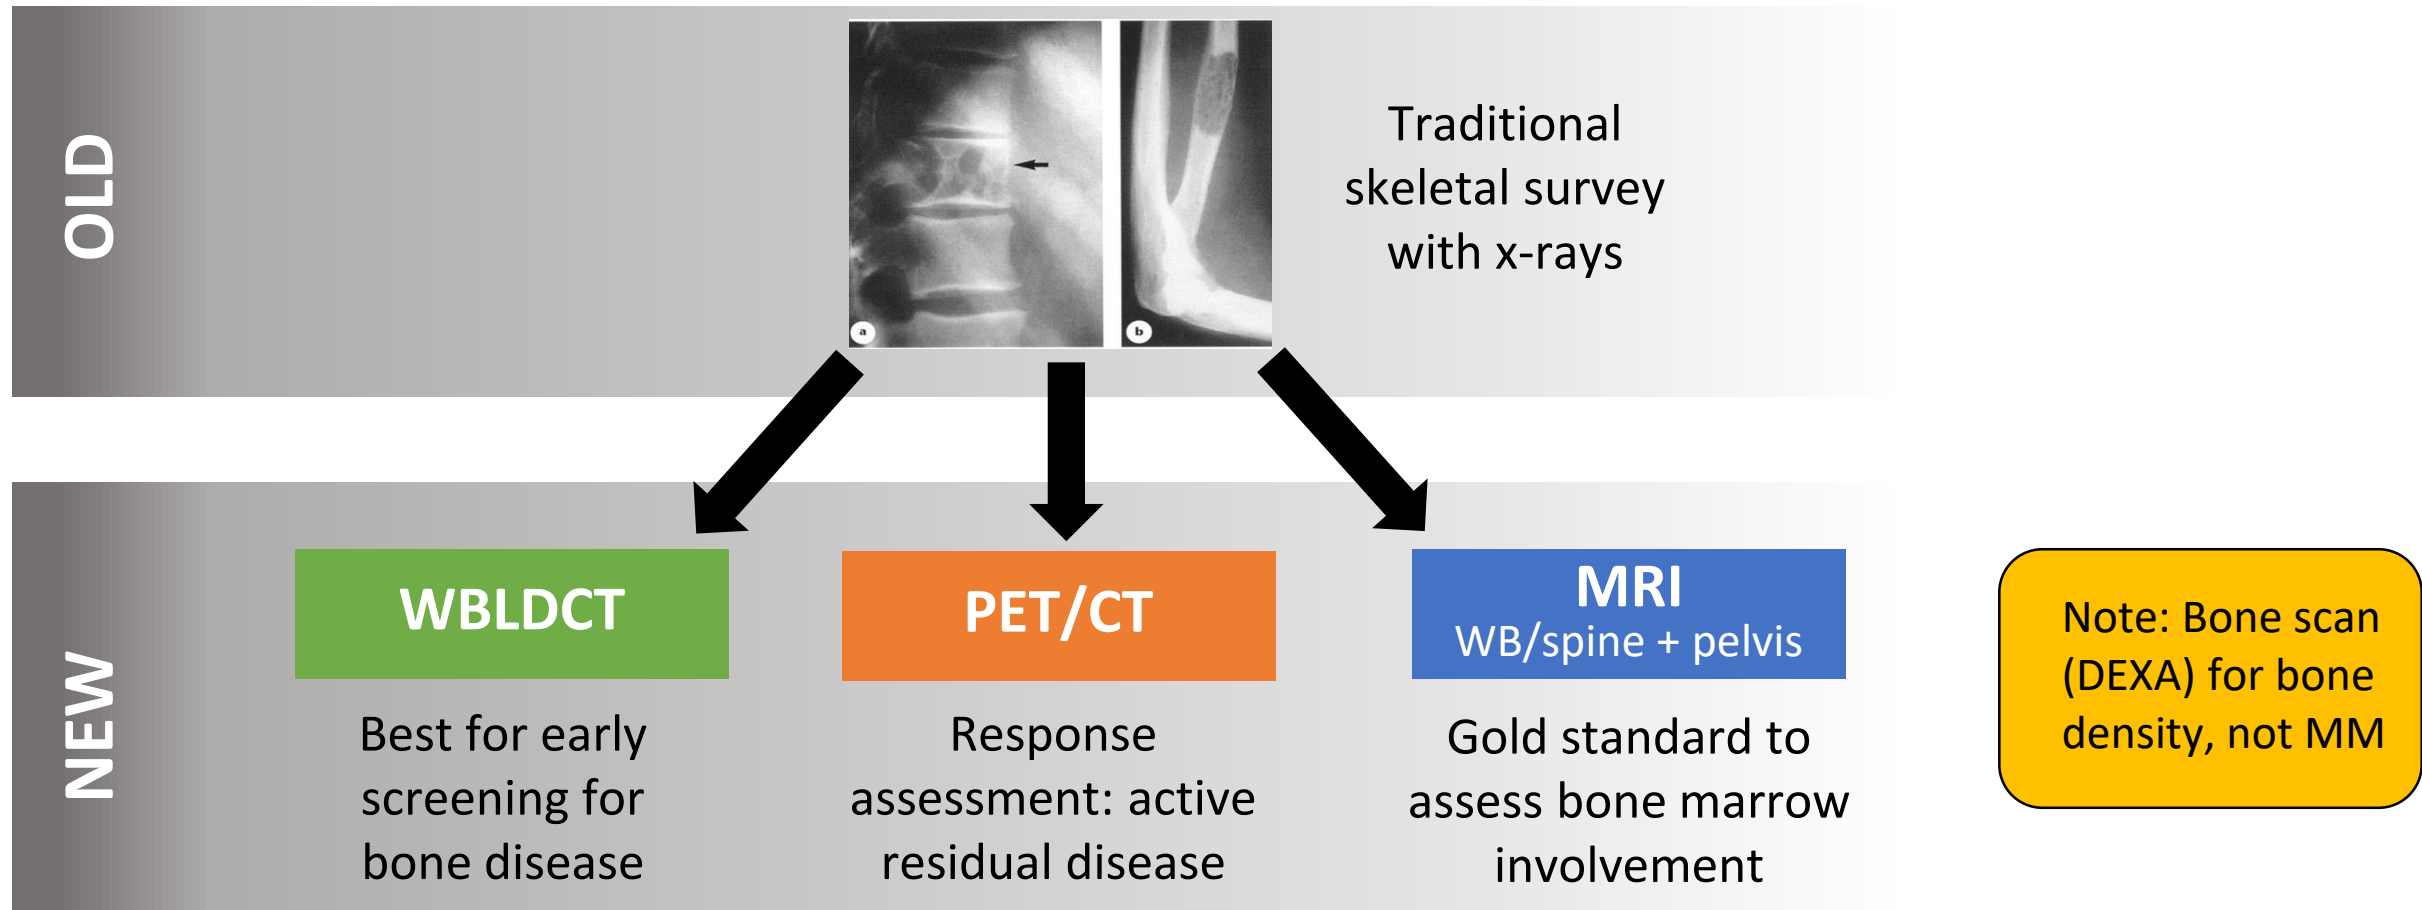 OLD
a
b
Traditional
skeletal survey
with x-rays
NEW
WBLDCT
Best for early
screening for
bone disease
PET/CT
Response
assessment: active
residual disease
MRI
WB/spine + pelvis
Gold standard to
assess bone marrow
involvement
Note: Bone scan
(DEXA) for bone
density, not MM